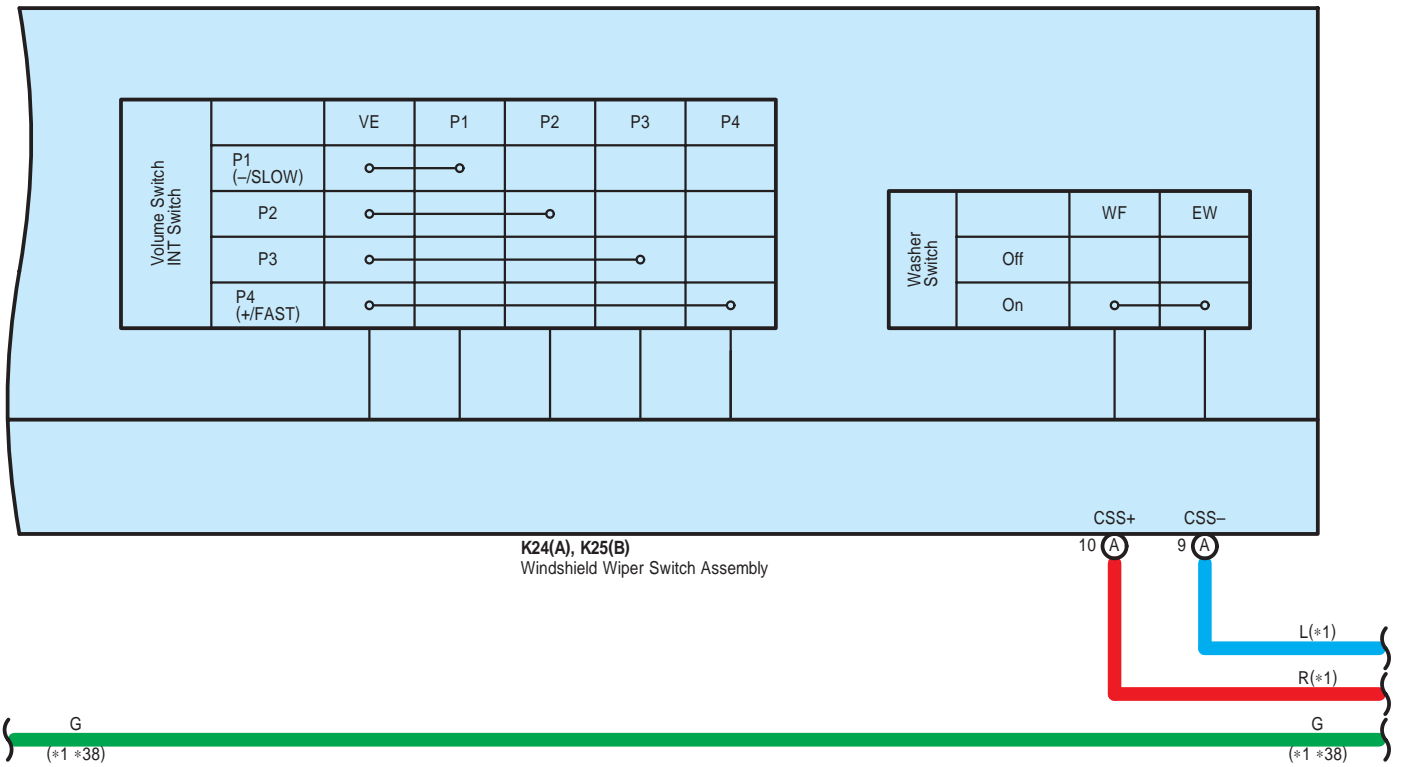 Volume Switch
INT Switch
VE P1 P2 P3 P4
P1
(–/SLOW)
P2
P3
P4
(+/FAST)
Washer
Switch
WF EW
Off
On
CSS+ CSS–
10 A 9 A
K24(A), K25(B)
Windshield Wiper Switch Assembly
L(*1)
R(*1)
G G
(*1 *38) (*1 *38)